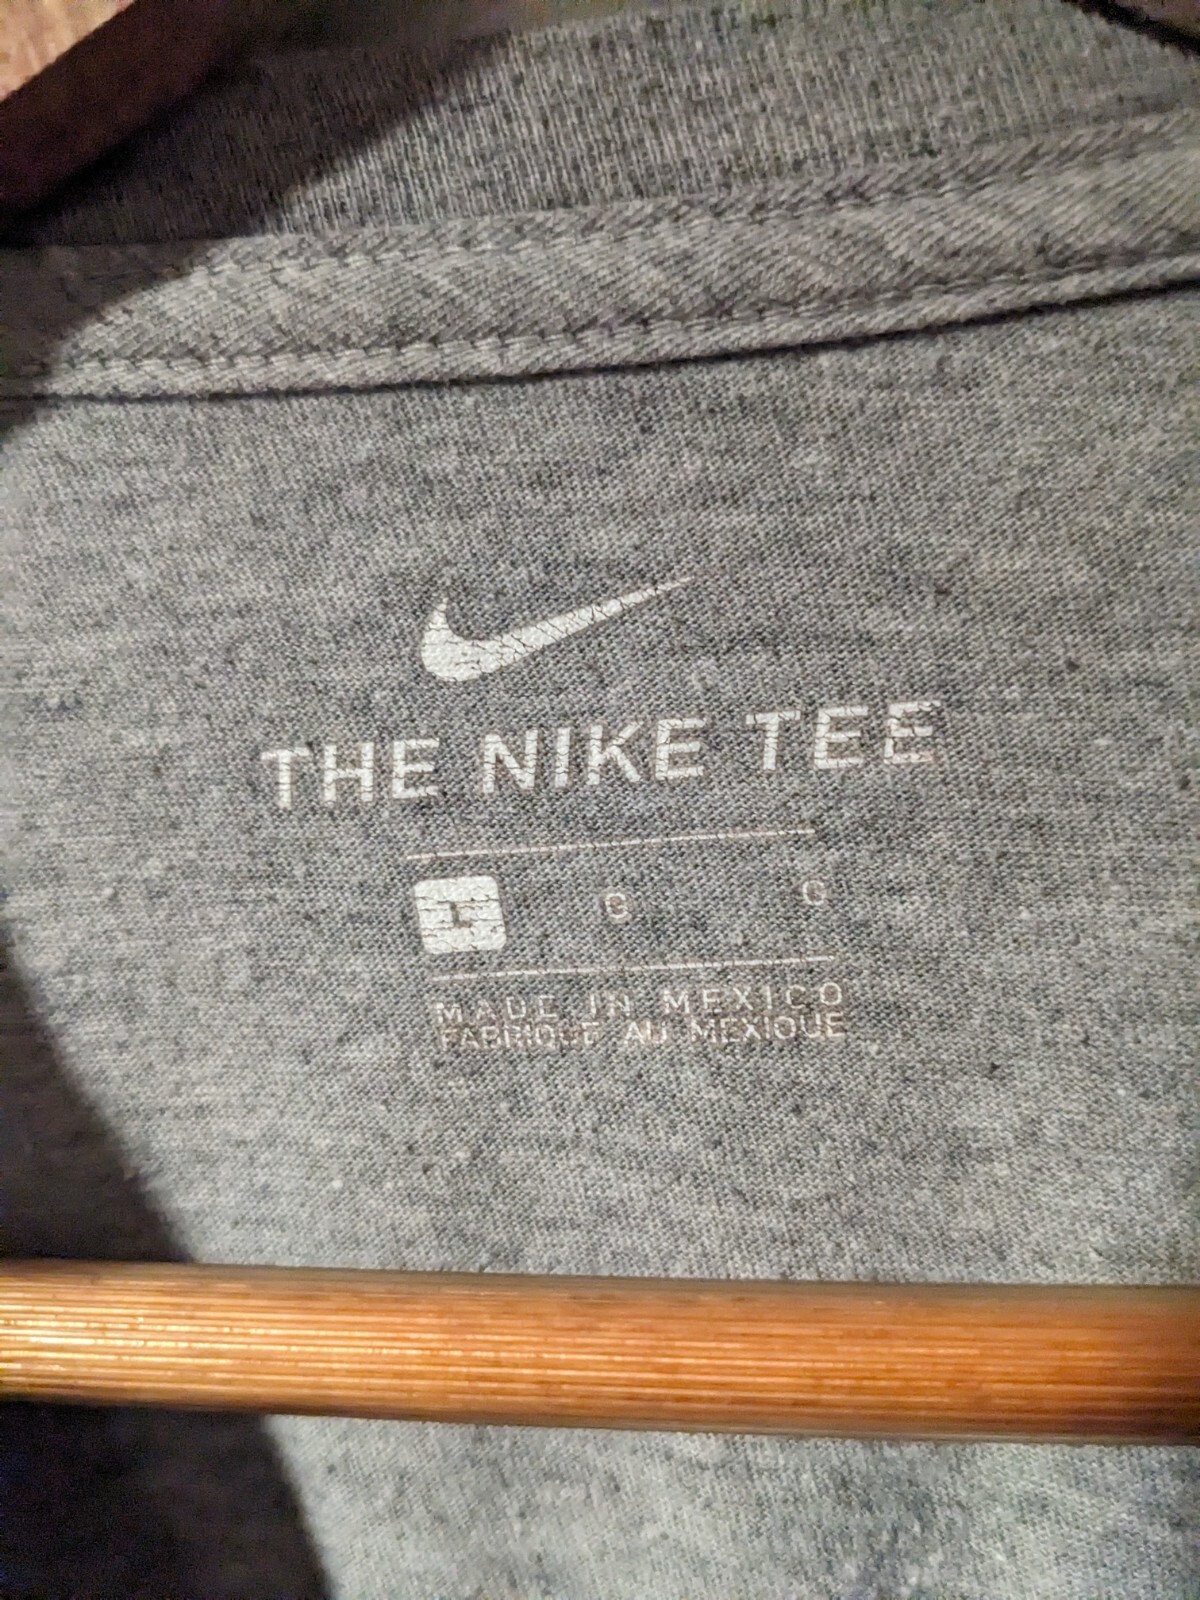 THE NIKE TEE
L G G
MADE IN MEXICO
FABRIQUE AU MEXIQUE